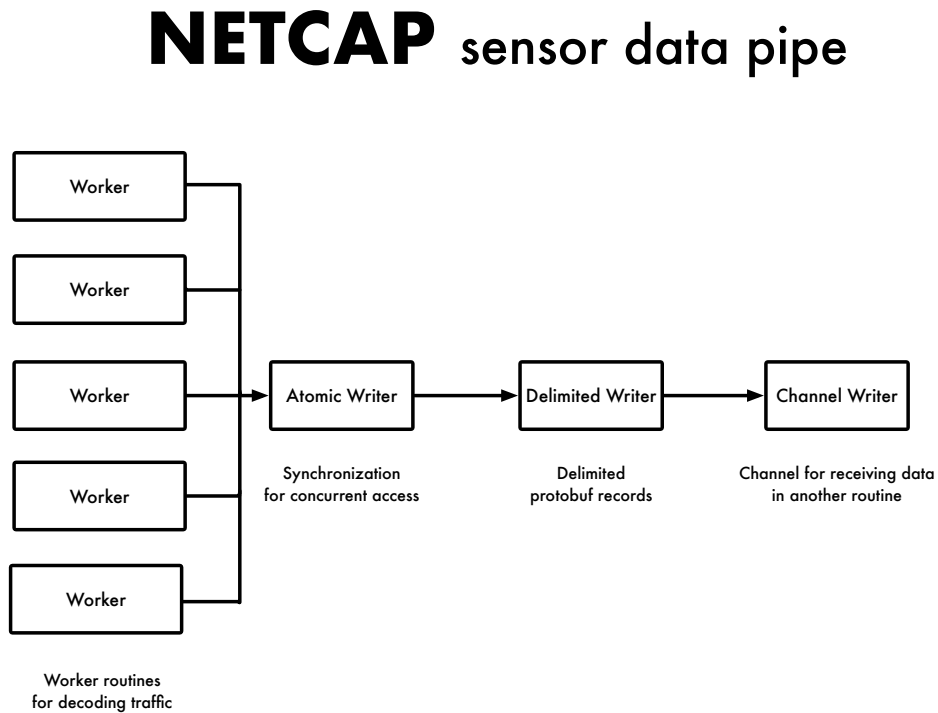 NETCAP sensor data pipe
Worker
Worker
Worker
Atomic Writer
Delimited Writer
Channel Writer
Synchronization
for concurrent access
Delimited
protobuf records
Channel for receiving data
in another routine
Worker
Worker
Worker routines
for decoding traffic